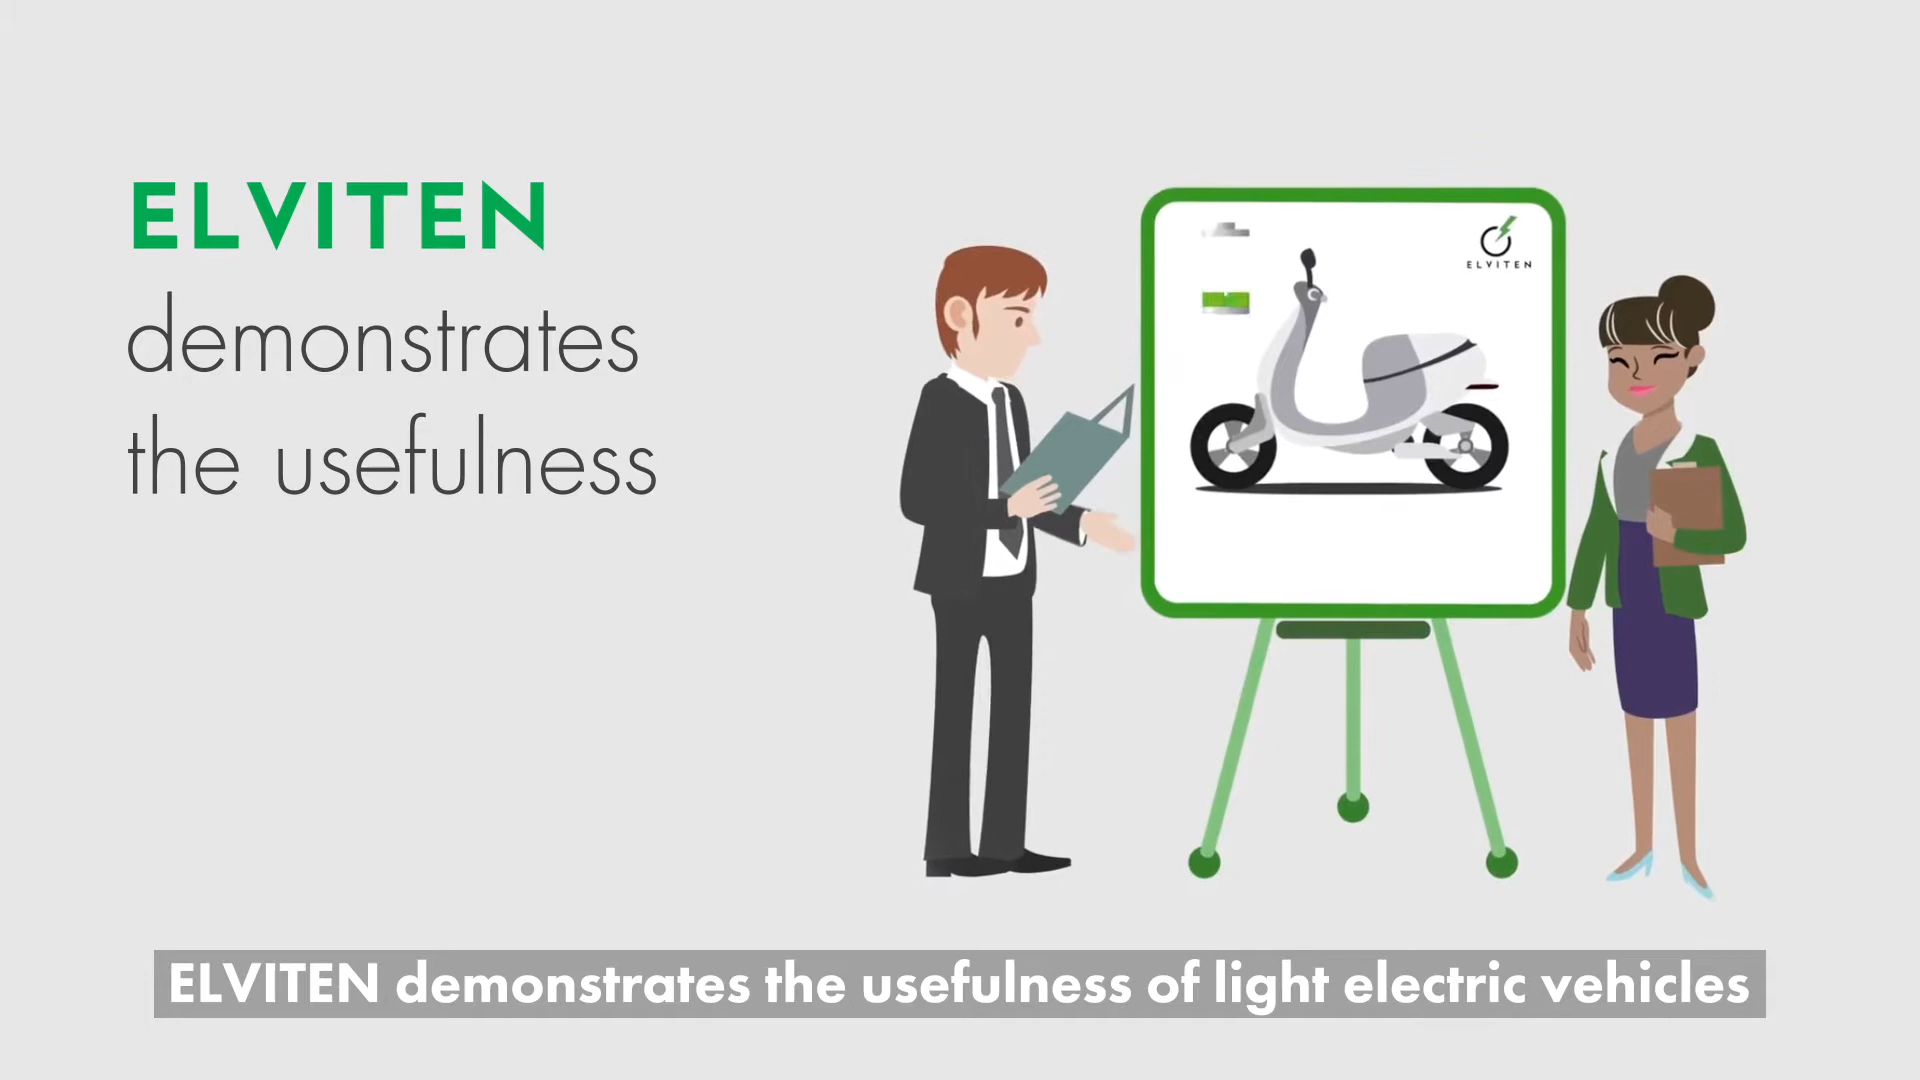 ELVITEN
demonstrates
the usefulness
ELVITEN
ELVITEN demonstrates the usefulness of light electric vehicles